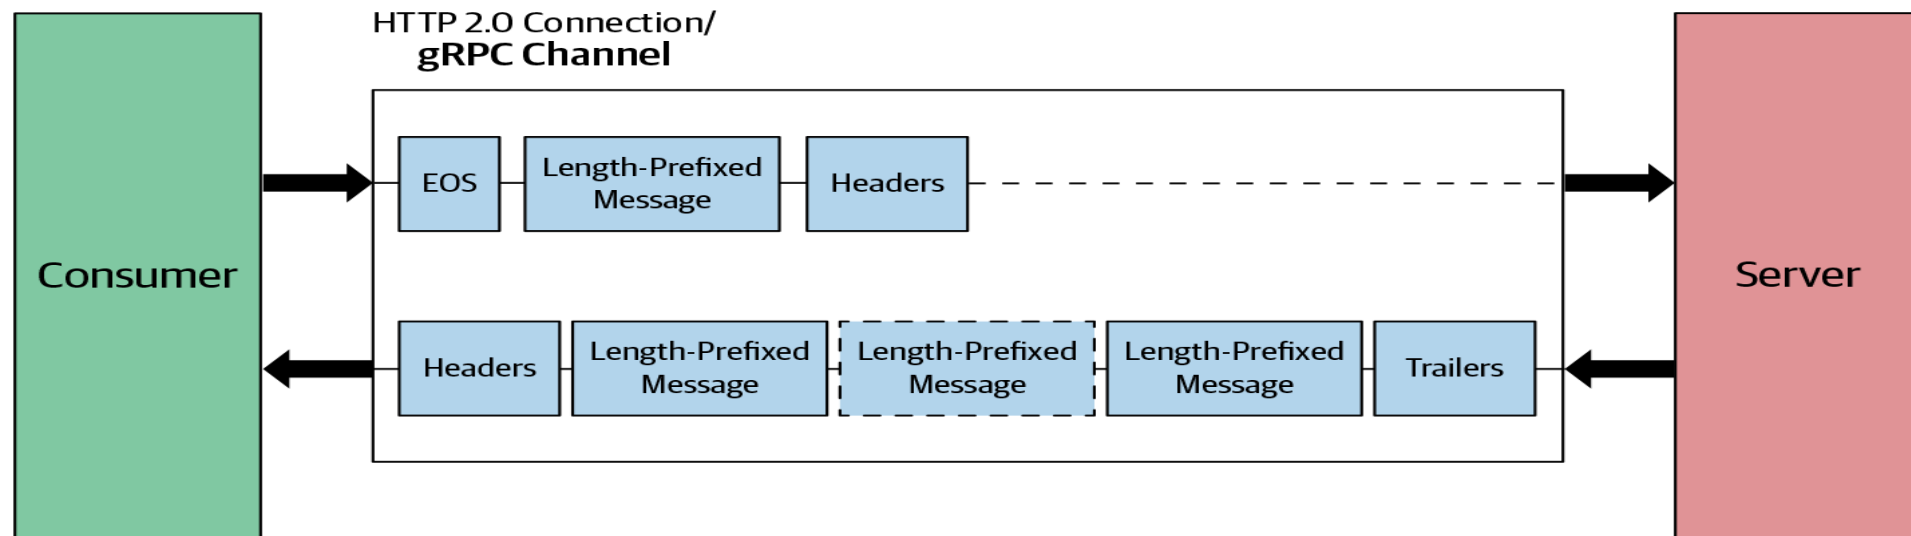 HTTP 2.0 Connection/
gRPC Channel
Consumer
EOS
Length-Prefixed
Message
Headers
Headers
Length-Prefixed
Message
Length-Prefixed
Message
Length-Prefixed
Message
Trailers
Server